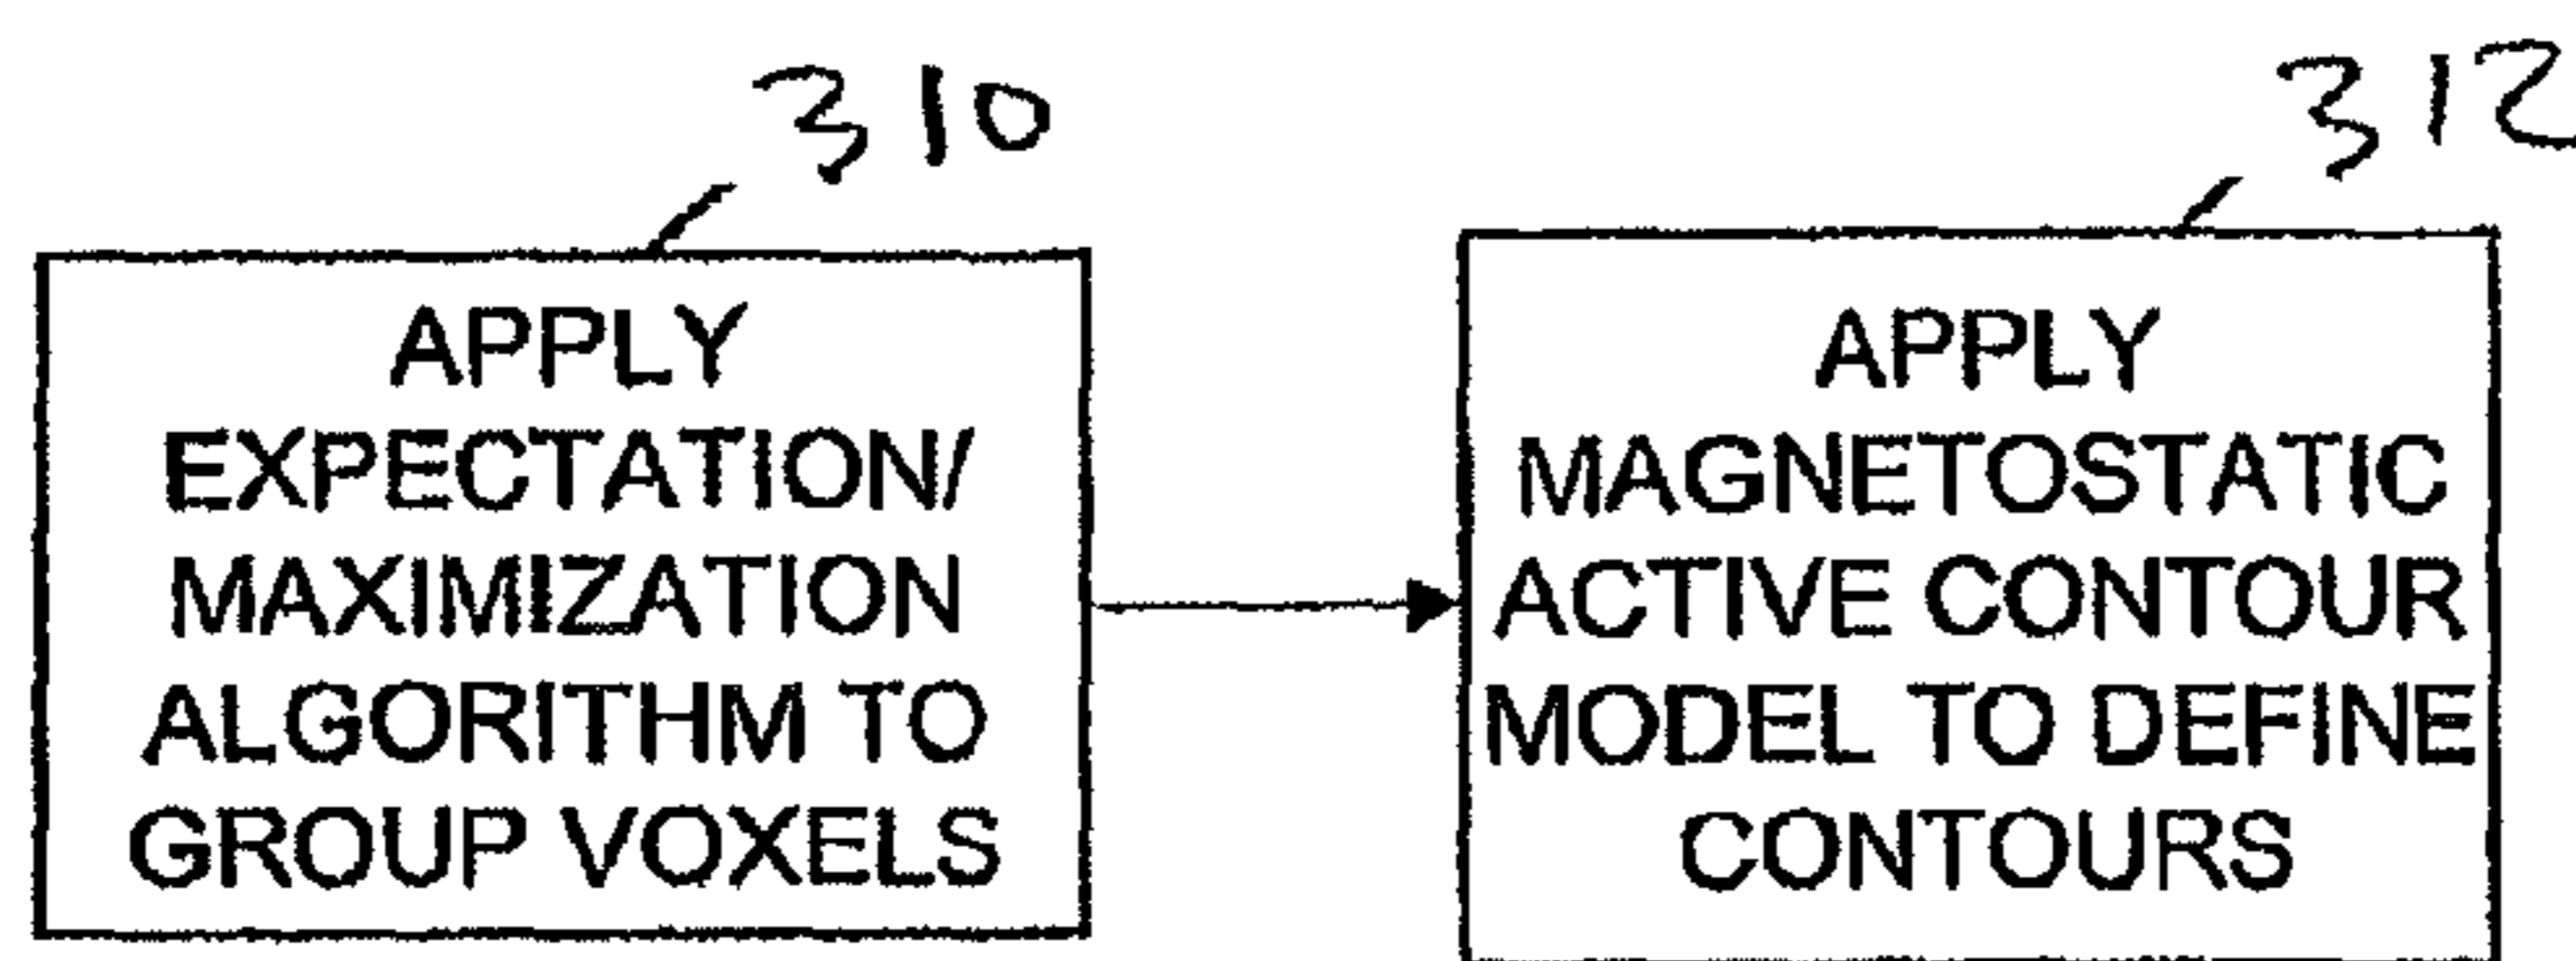 310
312
APPLY
EXPECTATION/
MAXIMIZATION
ALGORITHM TO
GROUP VOXELS
APPLY
MAGNETOSTATIC
ACTIVE CONTOUR
MODEL TO DEFINE
CONTOURS